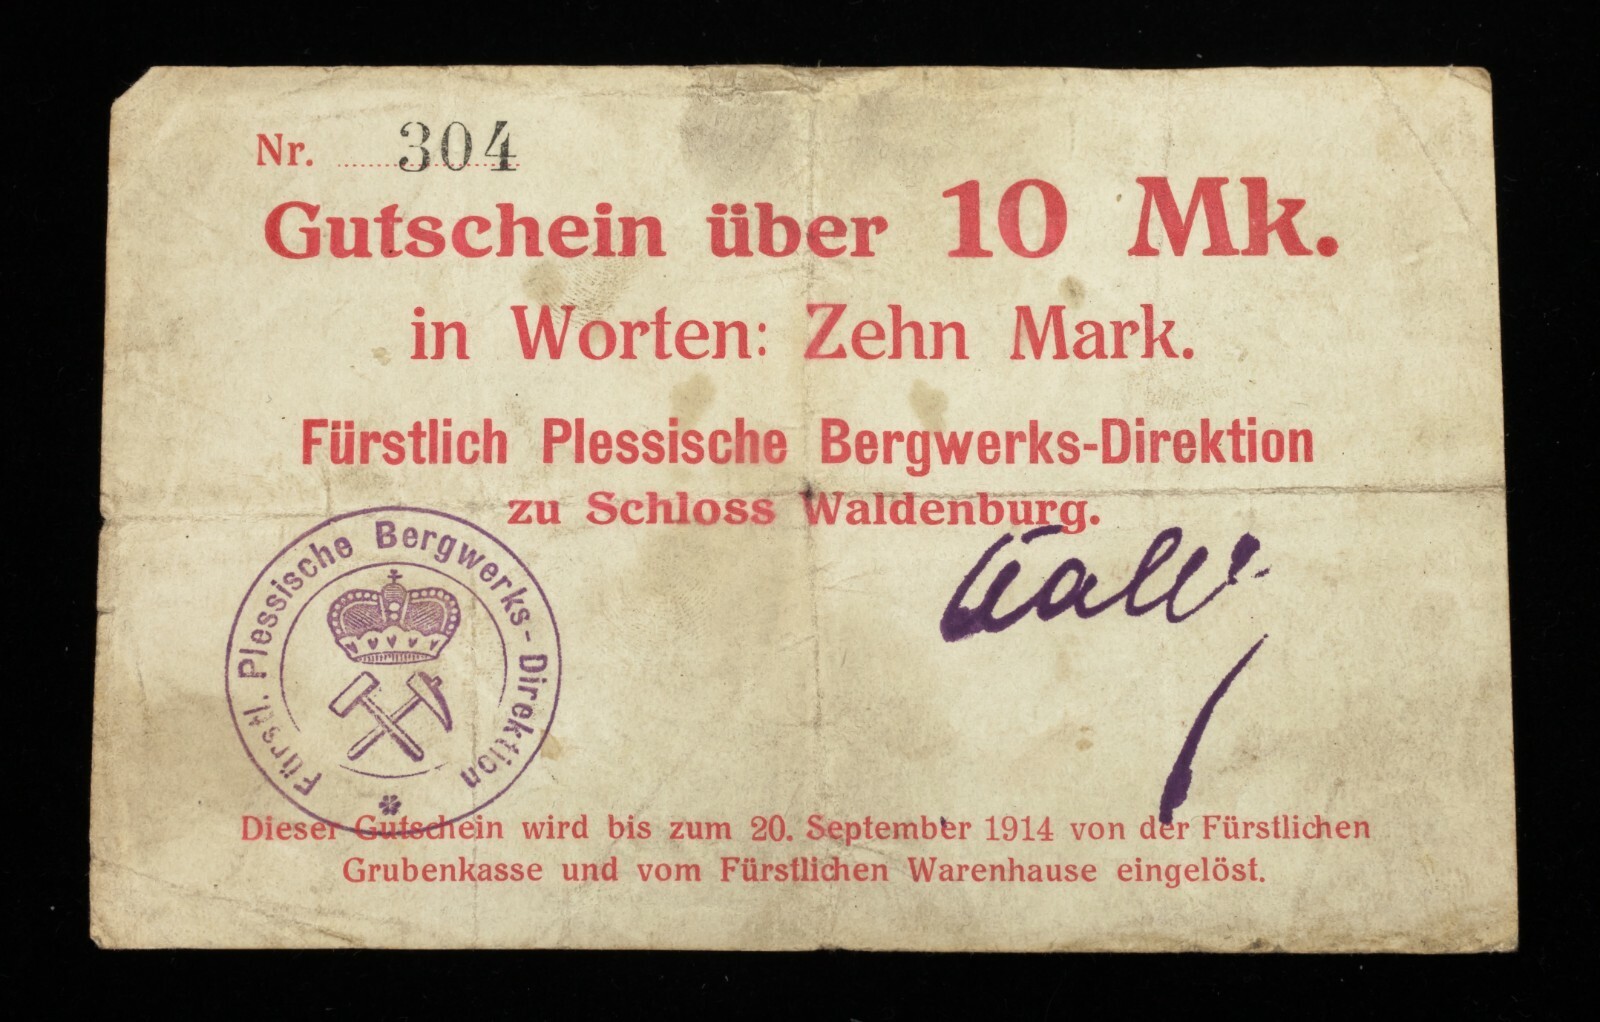 Nr. 304
Gutschein über 10 Mk.
in Worten: Zehn Mark.
Fürstlich Plessische Bergwerks-Direktion
zu Schloss Waldenburg.
Fürstl. Plessische Bergwerks-Direktion
Dieser Gutschein wird bis zum 20. September 1914 von der Fürstlichen
Grubenkasse und vom Fürstlichen Warenhause eingelöst.